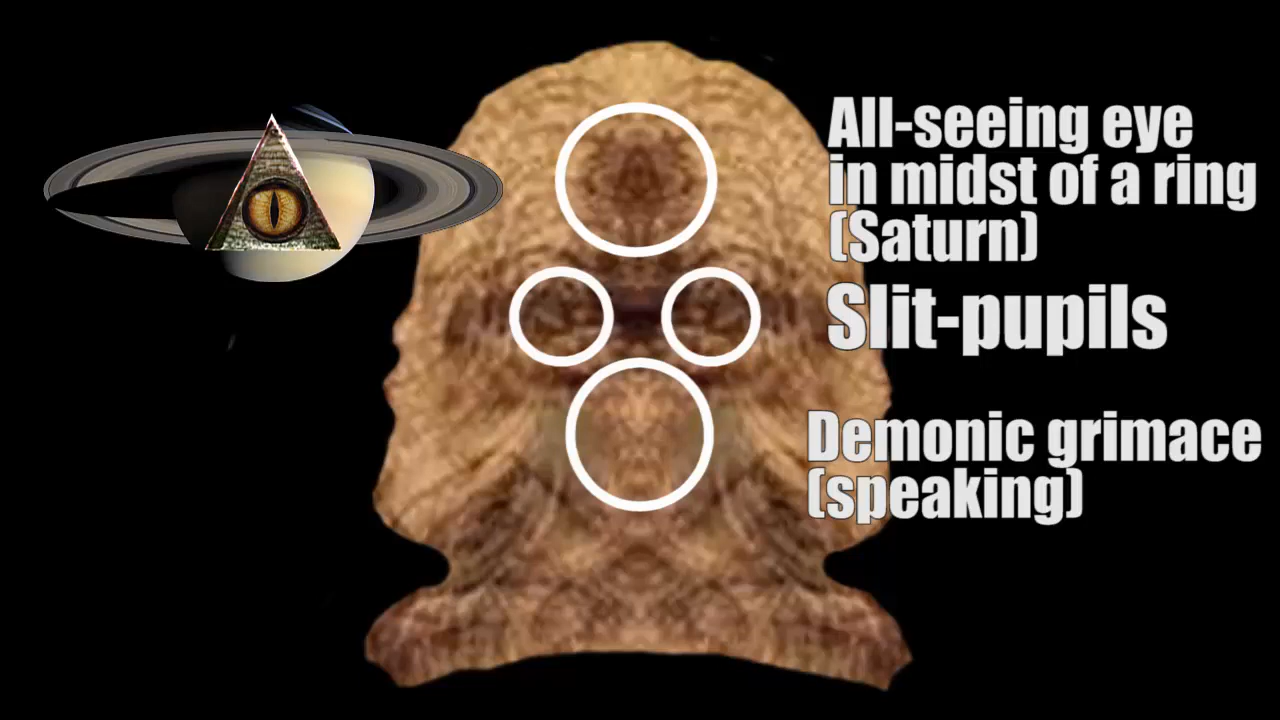 All-seeing eye
in midst of a ring
(Saturn)
Slit-pupils
Demonic grimace
(speaking)